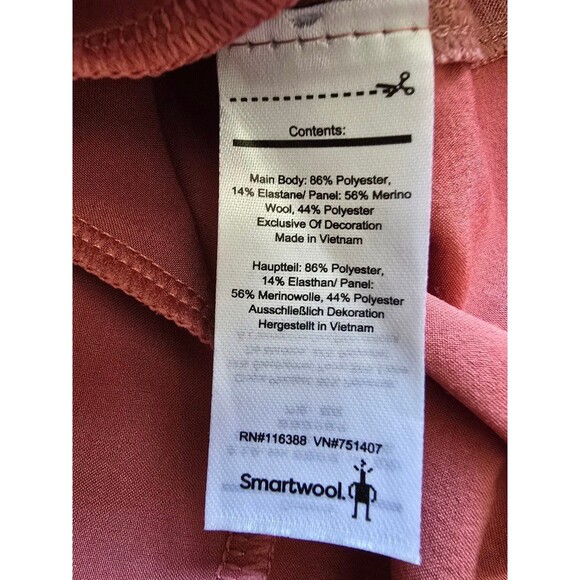 Contents:
Main Body: 86% Polyester,
14% Elastane/ Panel: 56% Merino
Wool, 44% Polyester
Exclusive Of Decoration
Made in Vietnam
Hauptteil: 86% Polyester,
14% Elasthan/ Panel:
56% Merinowolle, 44% Polyester
Ausschließlich Dekoration
Hergestellt in Vietnam
RN#116388 VN#751407
Smartwool.